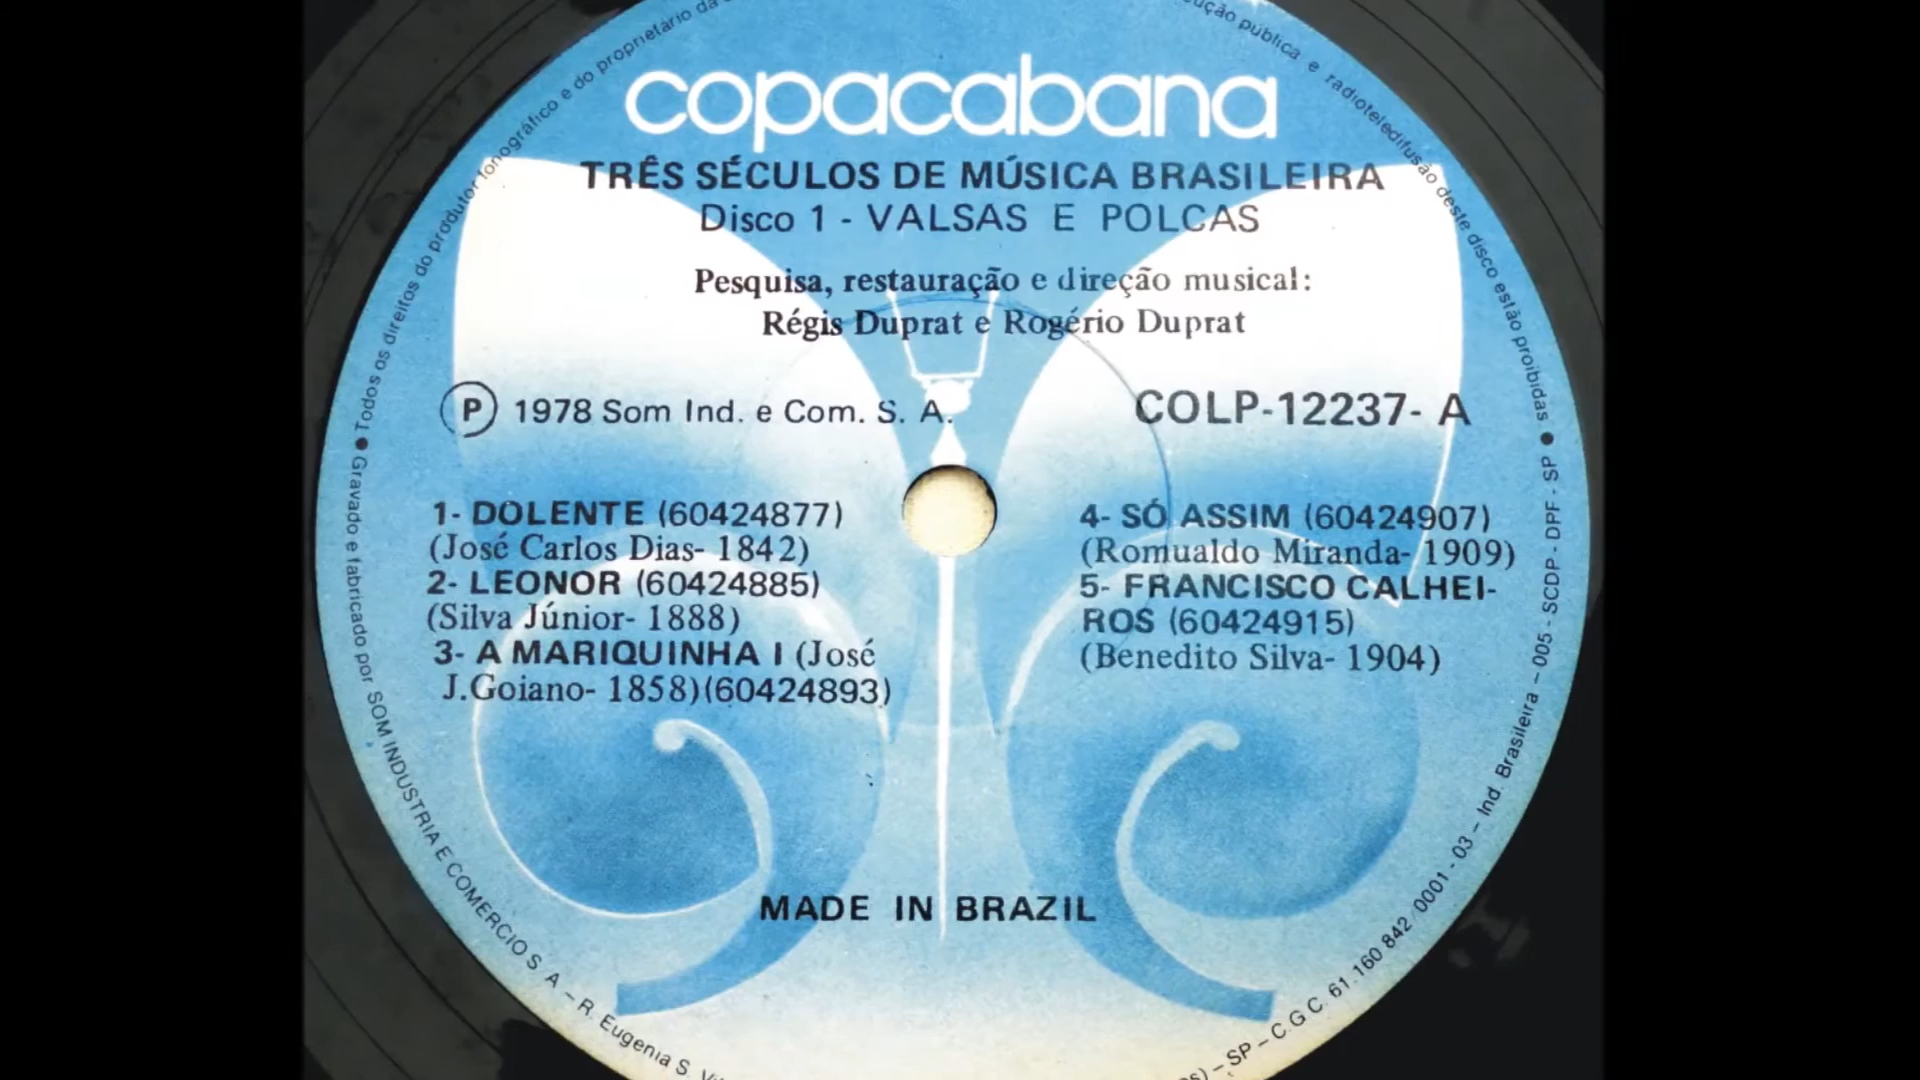 copacabana
TRÊS SÉCULOS DE MÚSICA BRASILEIRA
Disco 1 - VALSAS E POLCAS
Pesquisa, restauração e direção musical:
Régis Duprat e Rogério Duprat
Ⓟ 1978 Som Ind. e Com. S. A.
COLP-12237- A
1- DOLENTE (60424877)
(José Carlos Dias- 1842)
2- LEONOR (60424885)
(Silva Júnior- 1888)
3- A MARIQUINHA I (José
J.Goiano- 1858)(60424893)
4- SÓ ASSIM (60424907)
(Romualdo Miranda- 1909)
5- FRANCISCO CALHEI-
ROS (60424915)
(Benedito Silva- 1904)
MADE IN BRAZIL
● Todos os direitos do produtor fonográfico e do proprietário da
pública e radioteledifusão deste disco estão proibidas ●
Gravado e fabricado por SOM INDUSTRIA E COMERCIO S. A. – R. Eugenia S.
– SP – C.G.C. 61.160 842/0001 - 03 – Ind. Brasileira – 005 - SCDP - DPF - SP